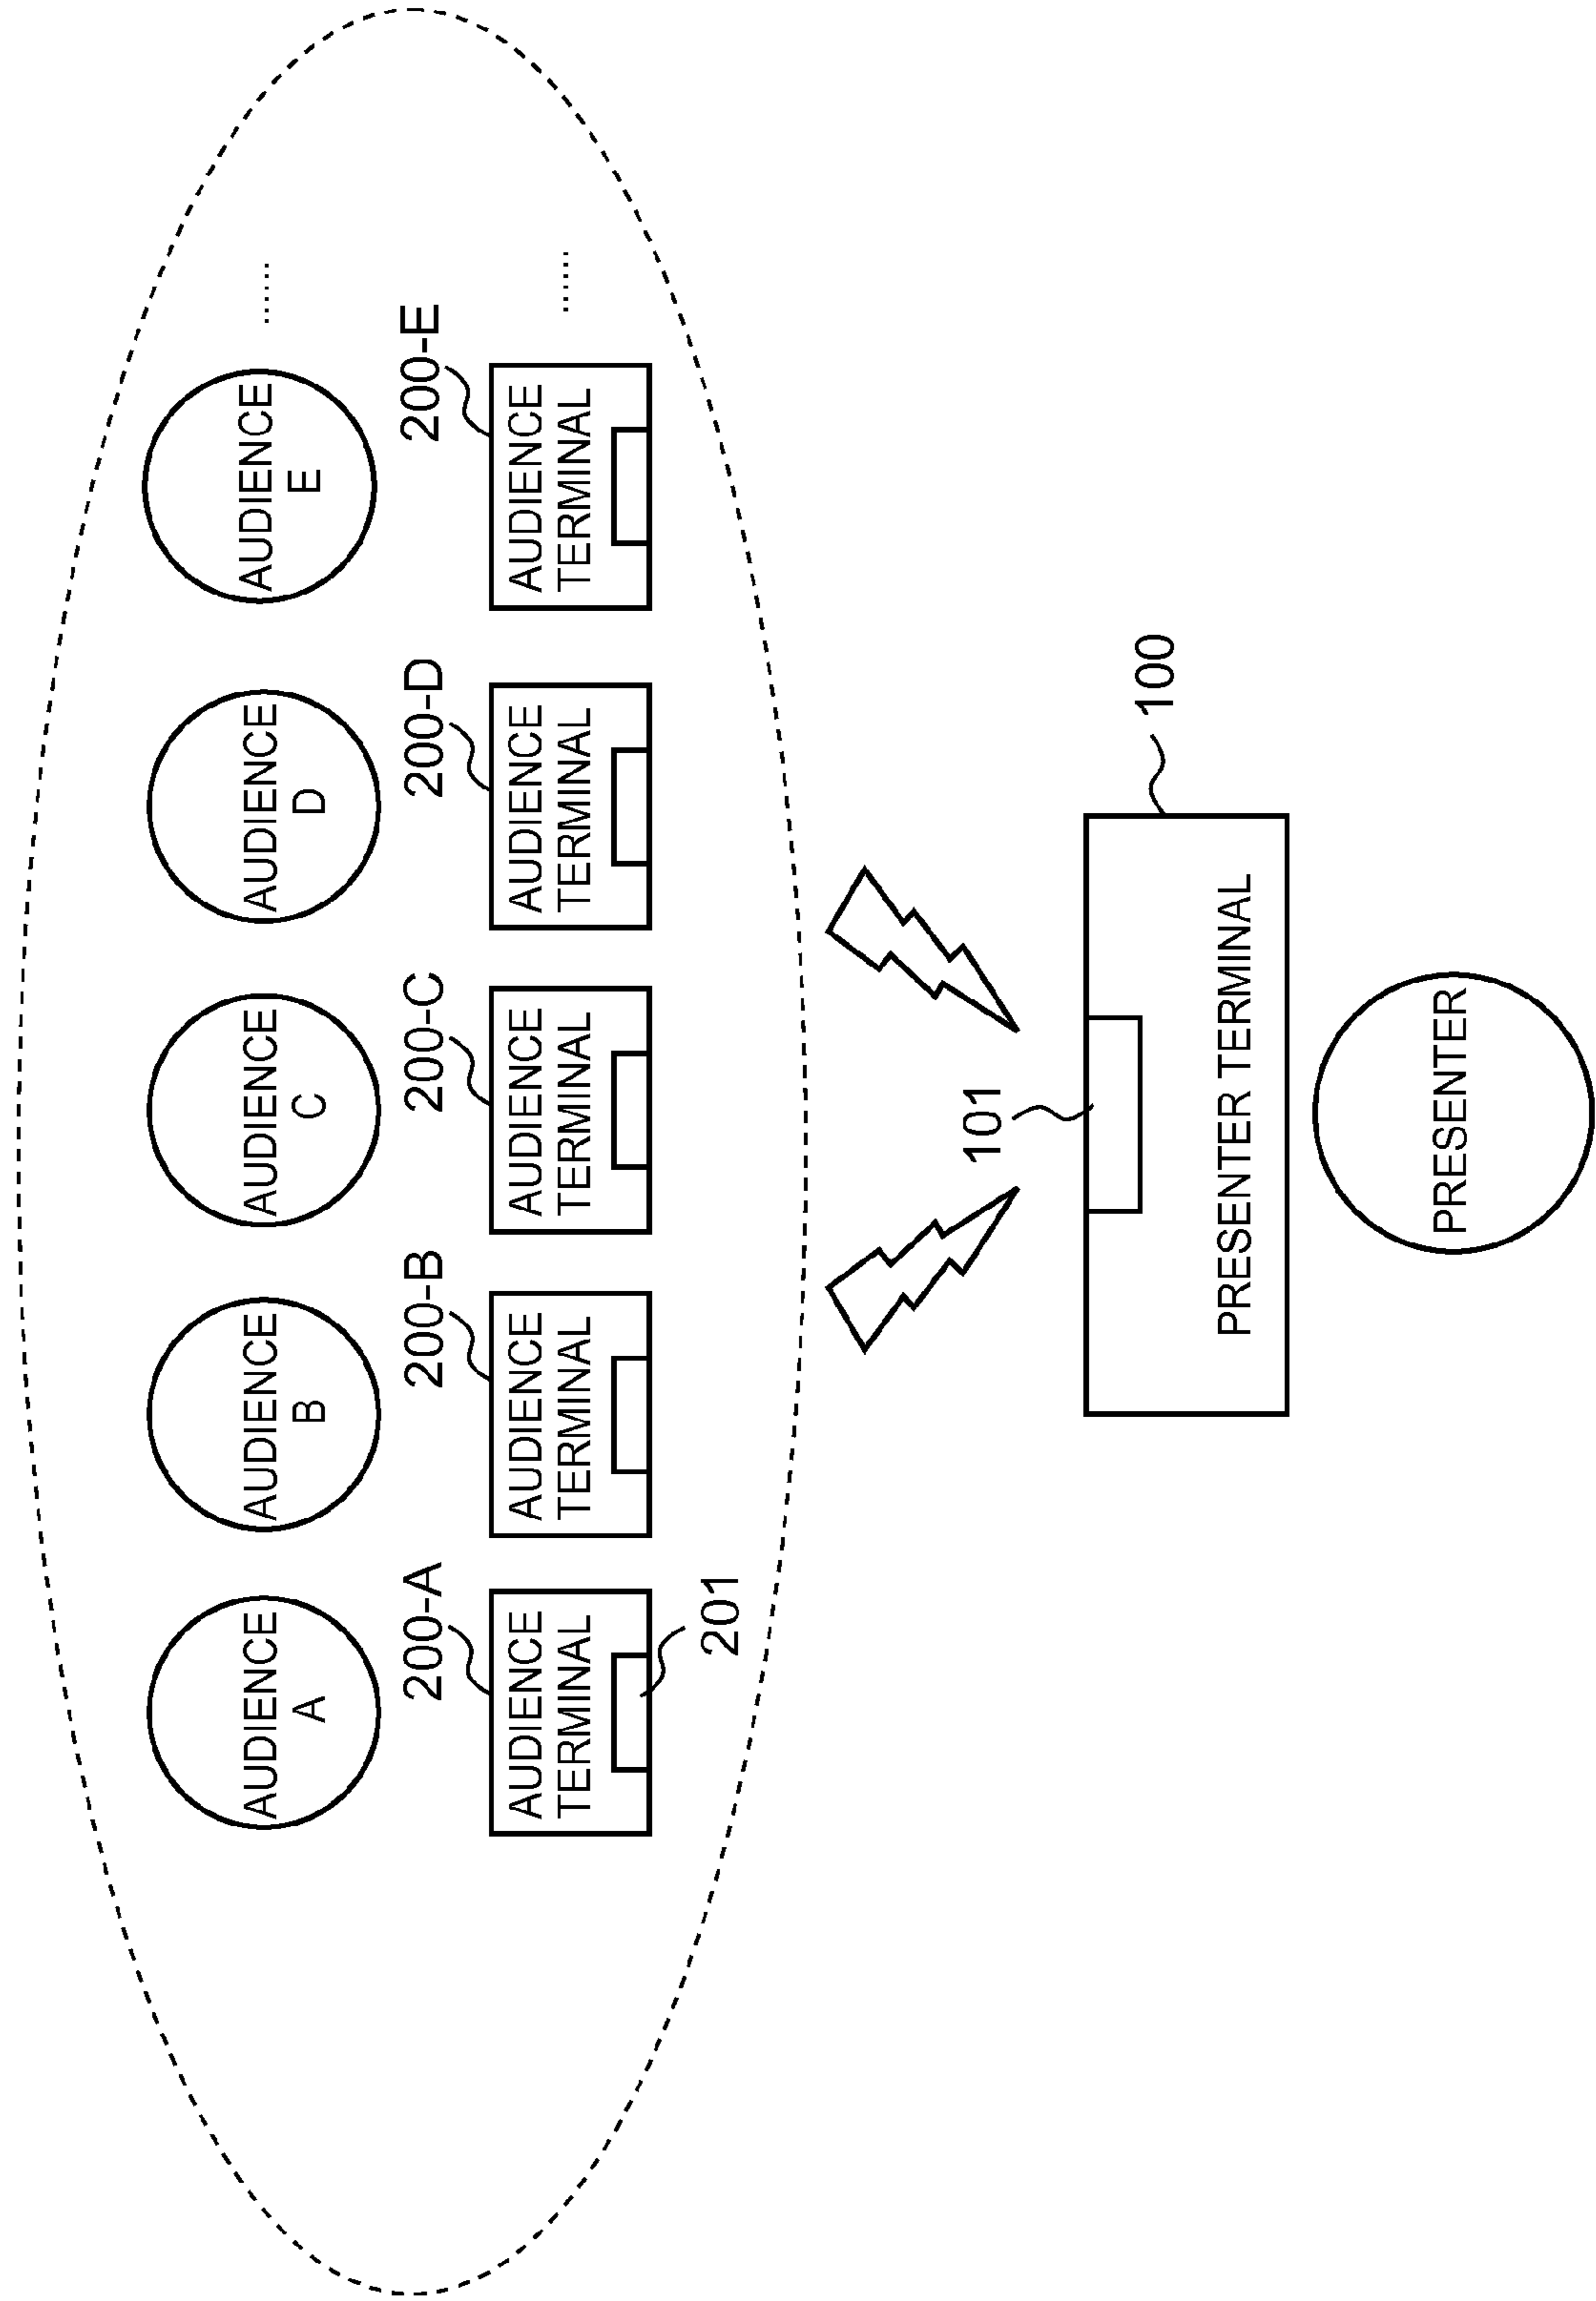 AUDIENCE
A
AUDIENCE
B
AUDIENCE
C
AUDIENCE
D
AUDIENCE
E
......
200-A
200-B
200-C
200-D
200-E
AUDIENCE
TERMINAL
AUDIENCE
TERMINAL
AUDIENCE
TERMINAL
AUDIENCE
TERMINAL
AUDIENCE
TERMINAL
......
201
101
100
PRESENTER TERMINAL
PRESENTER